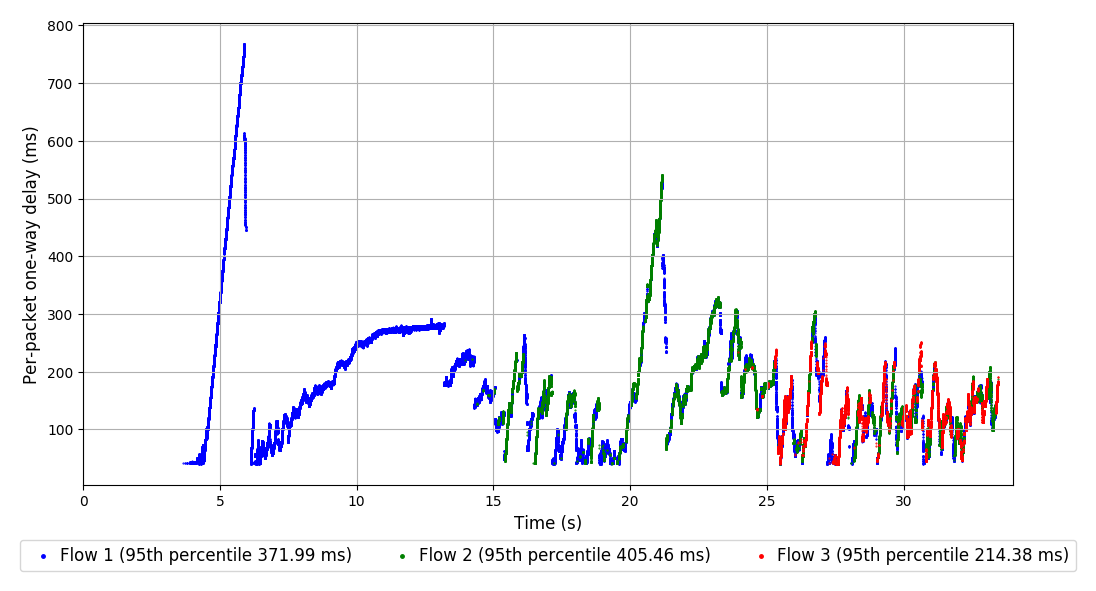 Per-packet one-way delay (ms)
800
700
600
500
400
300
200
100
0 5 10 15 20 25 30
Time (s)
Flow 1 (95th percentile 371.99 ms) Flow 2 (95th percentile 405.46 ms) Flow 3 (95th percentile 214.38 ms)